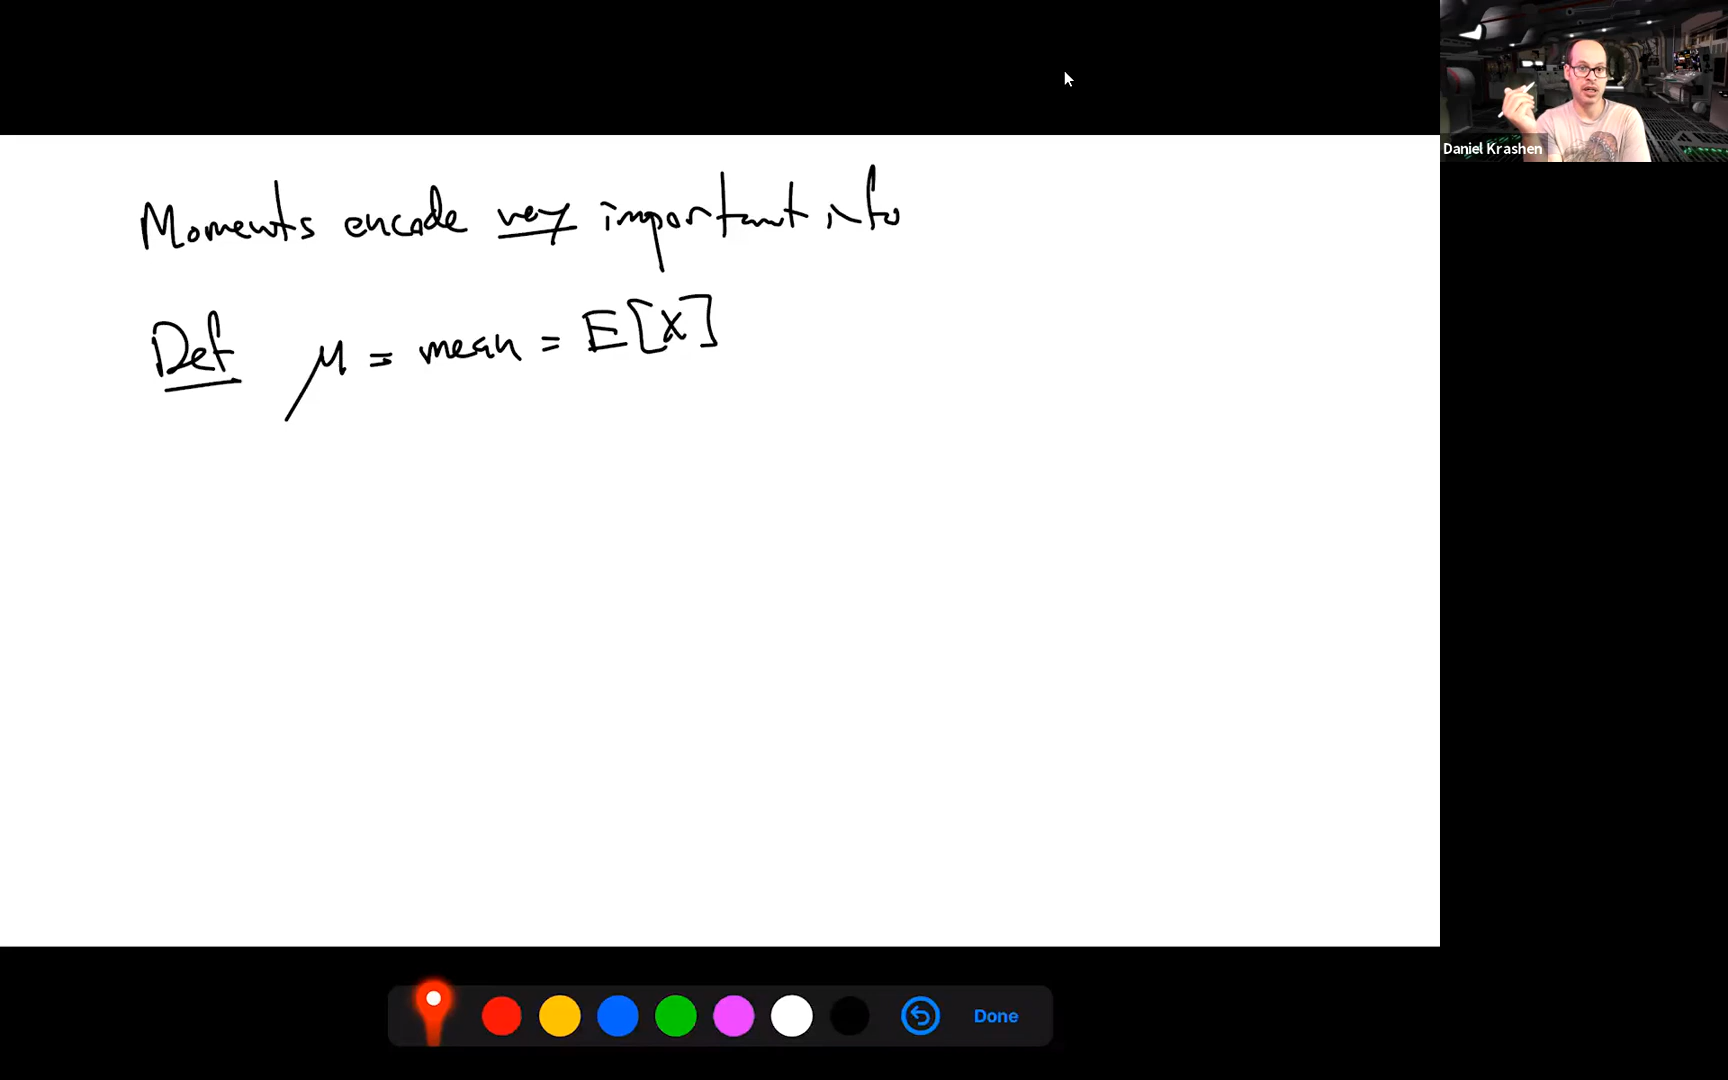 Daniel Krashen
Moments encode very important info
Def μ = mean = E[X]
Done